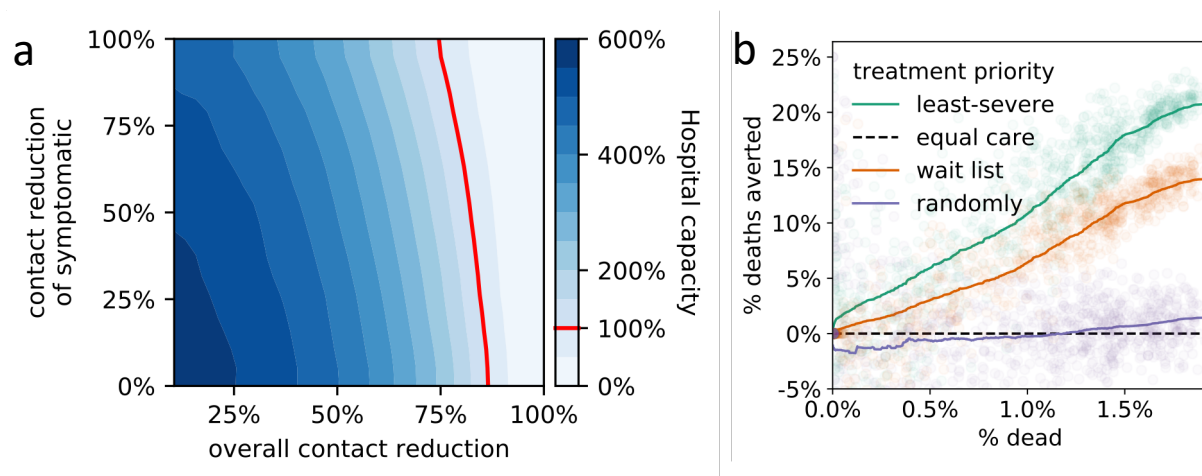 a
100%
75%
50%
25%
0%
contact reduction
of symptomatic
25%
50%
75%
100%
overall contact reduction
600%
400%
200%
100%
0%
Hospital capacity
b
25%
20%
15%
10%
5%
0%
-5%
% deaths averted
treatment priority
least-severe
equal care
wait list
randomly
0.0%
0.5%
1.0%
1.5%
% dead